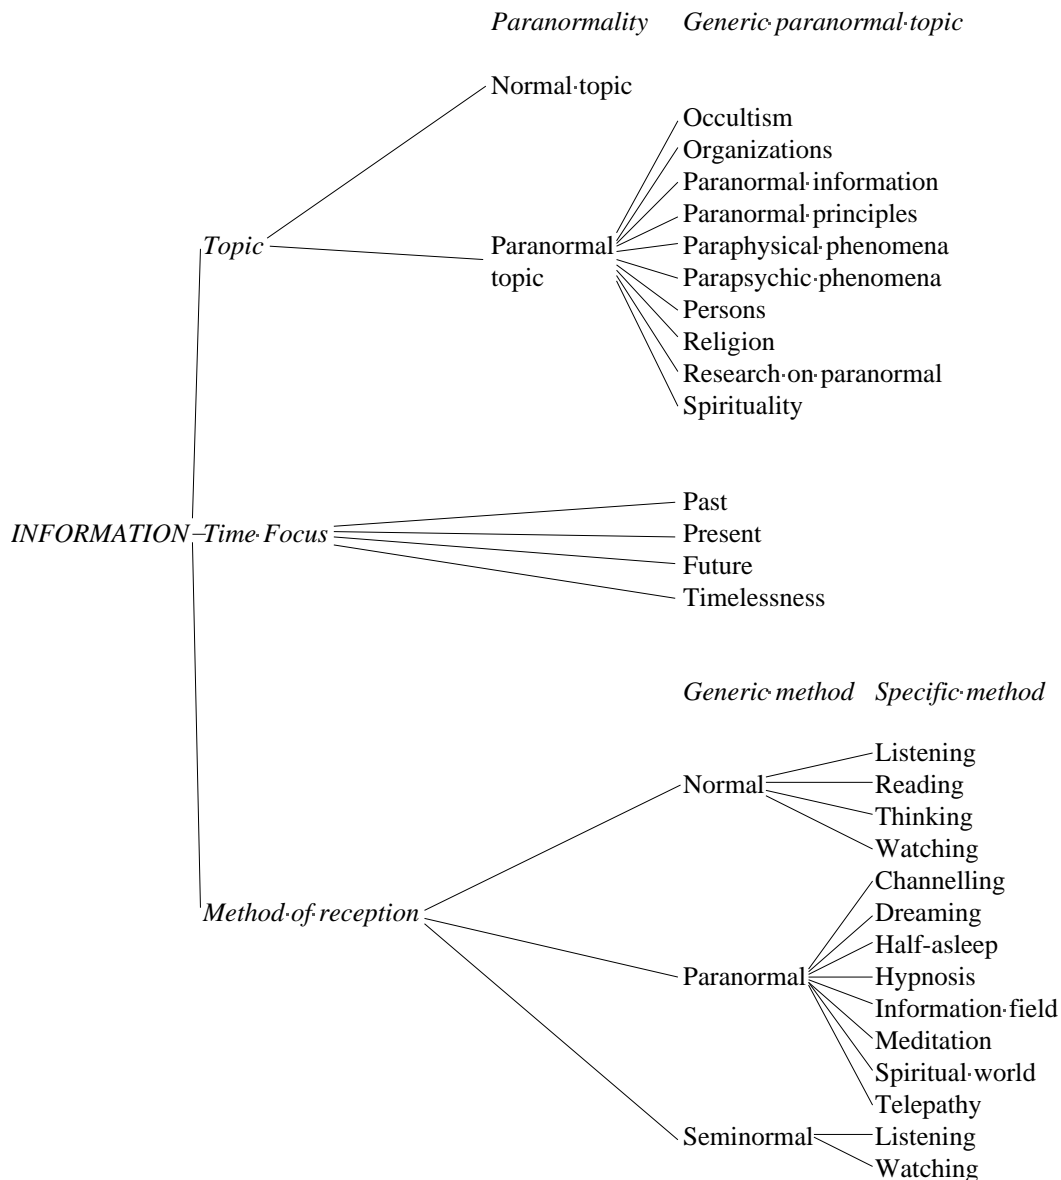 Paranormality Generic·paranormal·topic
Normal·topic
Occultism
Organizations
Paranormal·information
Paranormal·principles
Topic Paranormal Paraphysical·phenomena
topic Parapsychic·phenomena
Persons
Religion
Research·on·paranormal
Spirituality
Past
INFORMATION Time·Focus Present
Future
Timelessness
Generic·method Specific·method
Listening
Normal Reading
Thinking
Watching
Channelling
Method·of·reception Dreaming
Half-asleep
Paranormal Hypnosis
Information·field
Meditation
Spiritual·world
Telepathy
Seminormal Listening
Watching